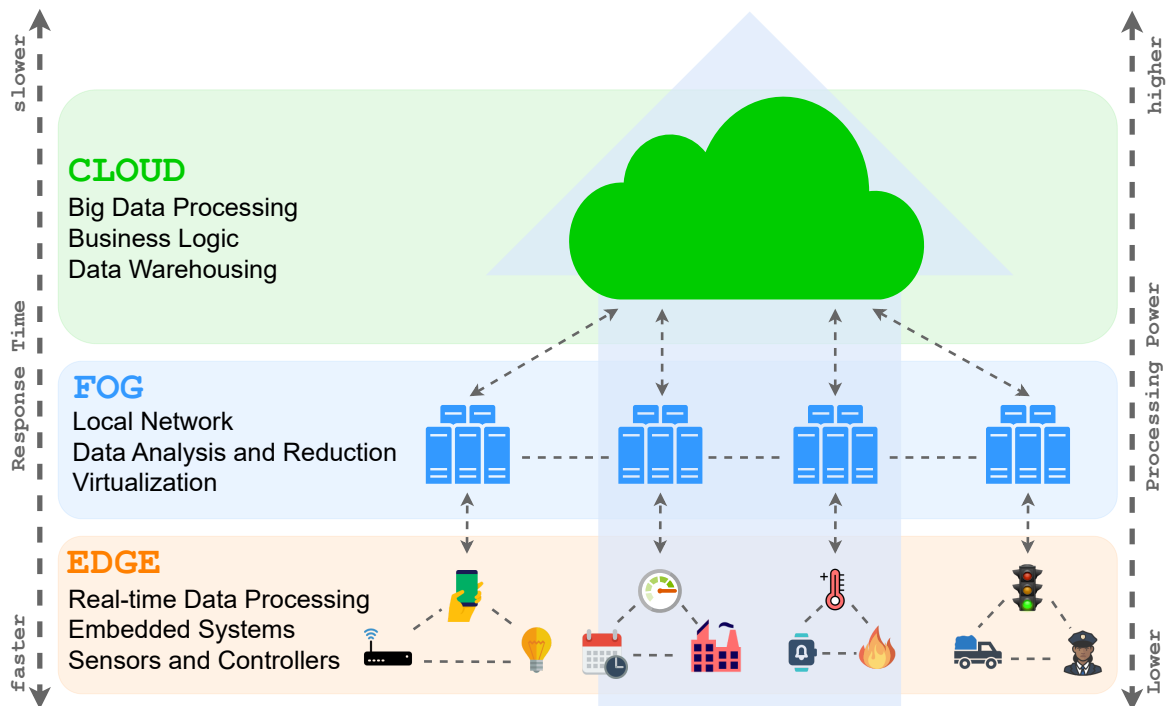 slower
Response Time
faster
CLOUD
Big Data Processing
Business Logic
Data Warehousing
FOG
Local Network
Data Analysis and Reduction
Virtualization
EDGE
Real-time Data Processing
Embedded Systems
Sensors and Controllers
higher
Processing Power
Lower